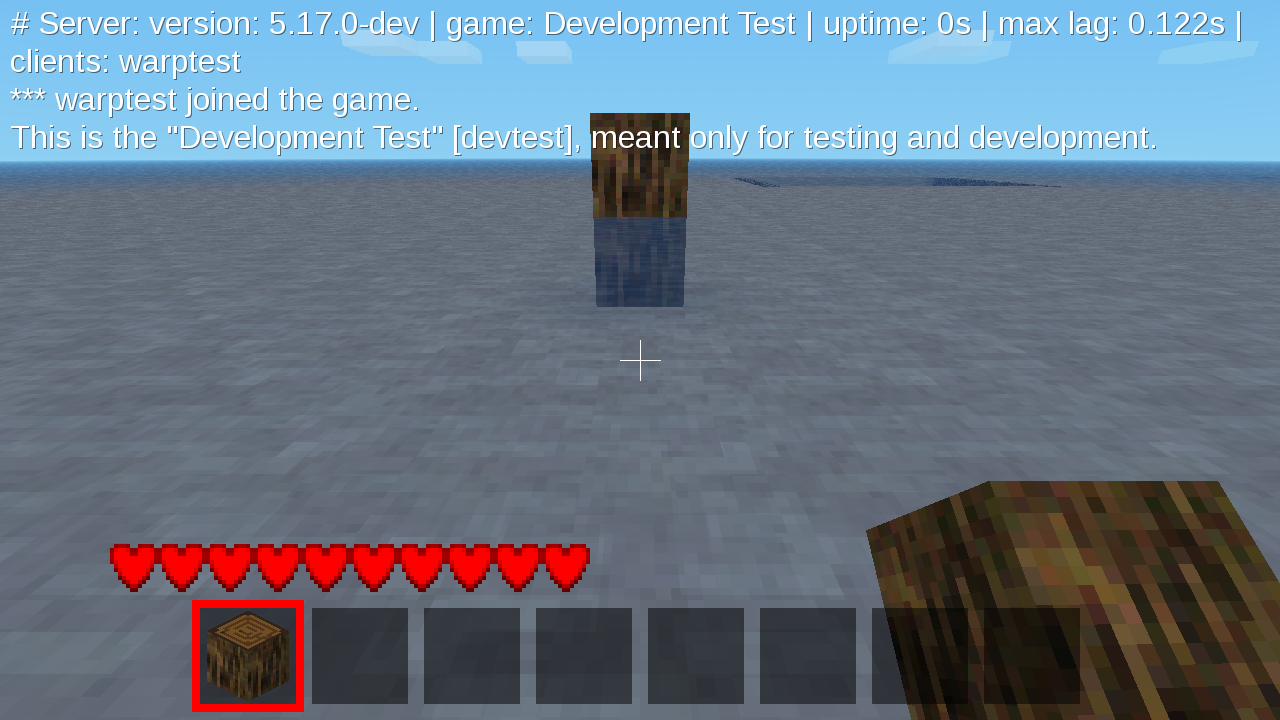 # Server: version: 5.17.0-dev | game: Development Test | uptime: 0s | max lag: 0.122s |
clients: warptest
*** warptest joined the game.
This is the "Development Test" [devtest], meant only for testing and development.